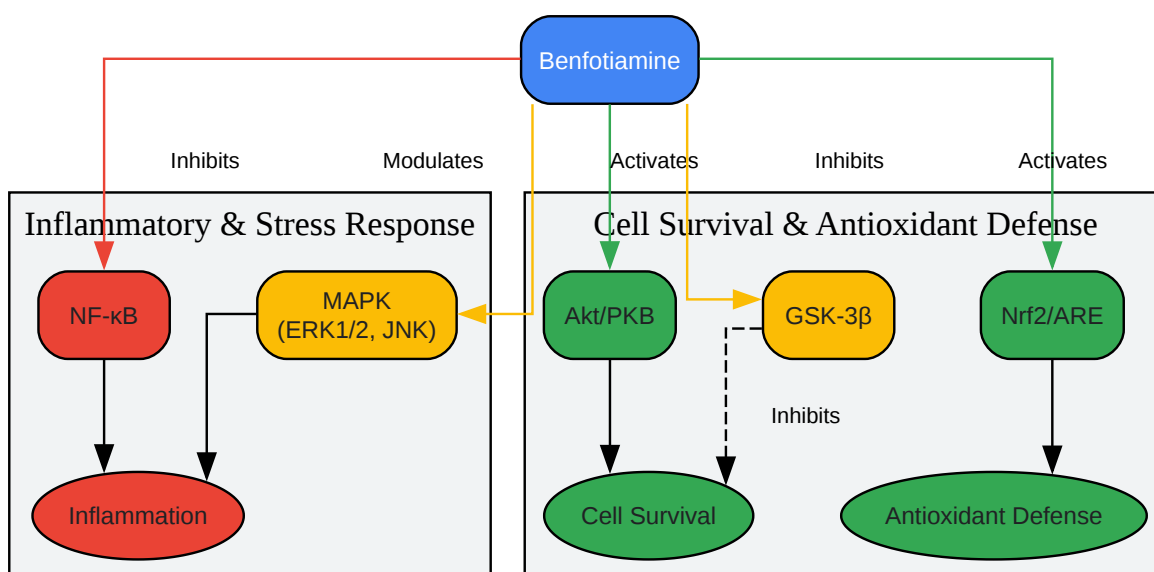 Benfotiamine
Inhibits
Modulates
Activates
Inhibits
Activates
Inflammatory & Stress Response
Cell Survival & Antioxidant Defense
NF-κB
MAPK
(ERK1/2, JNK)
Akt/PKB
GSK-3β
Nrf2/ARE
Inhibits
Inflammation
Cell Survival
Antioxidant Defense